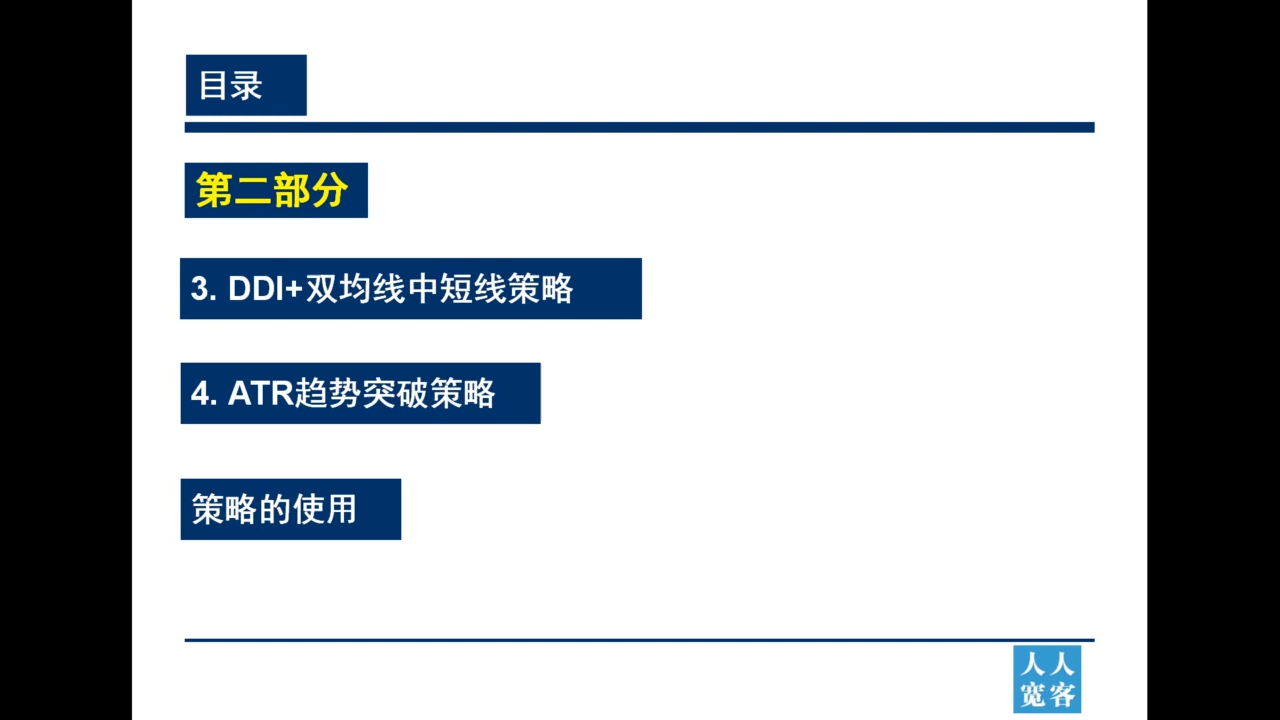 目录
第二部分
3. DDI+双均线中短线策略
4. ATR趋势突破策略
策略的使用
人人
宽客